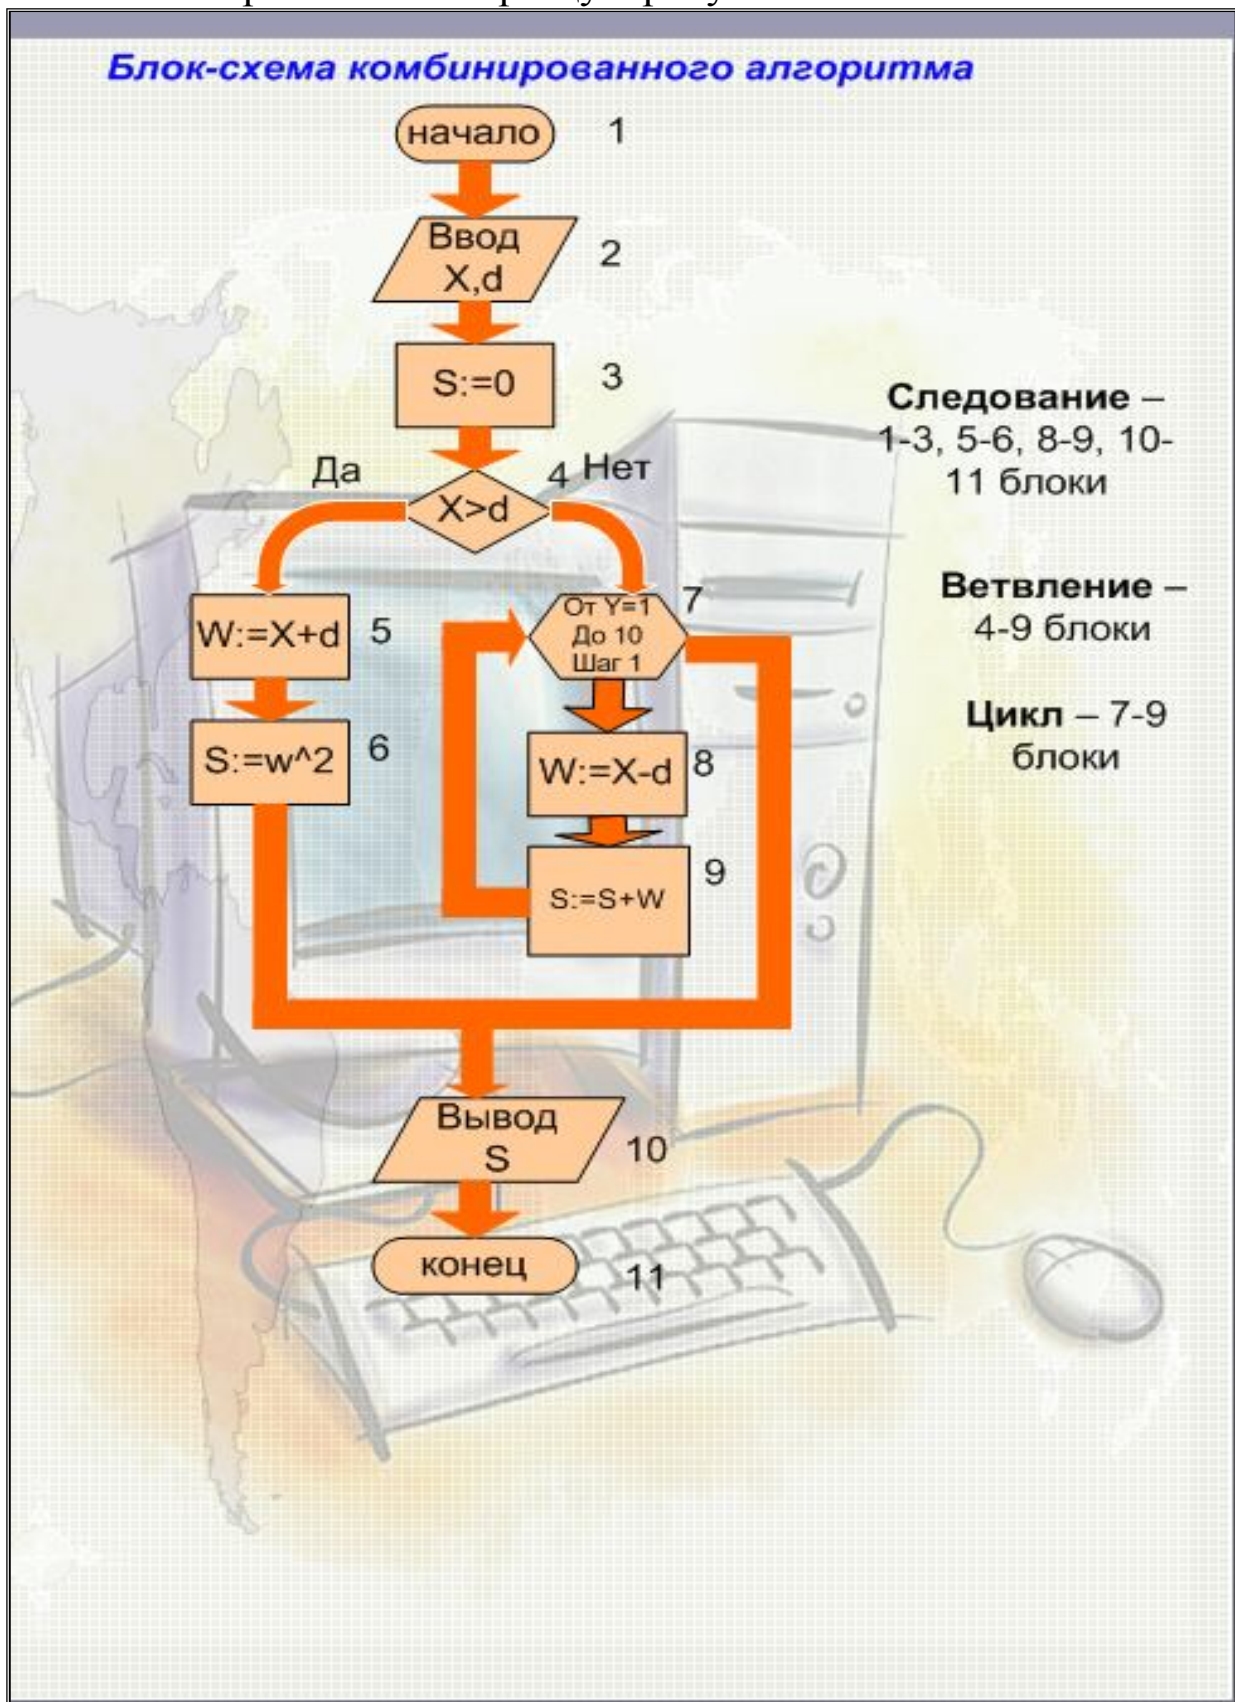 Блок-схема комбинированного алгоритма
начало
1
Ввод
X,d
2
S:=0
3
Да
4
Нет
X>d
W:=X+d
5
S:=w^2
6
От Y=1
До 10
Шаг 1
7
W:=X-d
8
S:=S+W
9
Вывод
S
10
конец
11
Следование –
1-3, 5-6, 8-9, 10-
11 блоки
Ветвление –
4-9 блоки
Цикл – 7-9
блоки